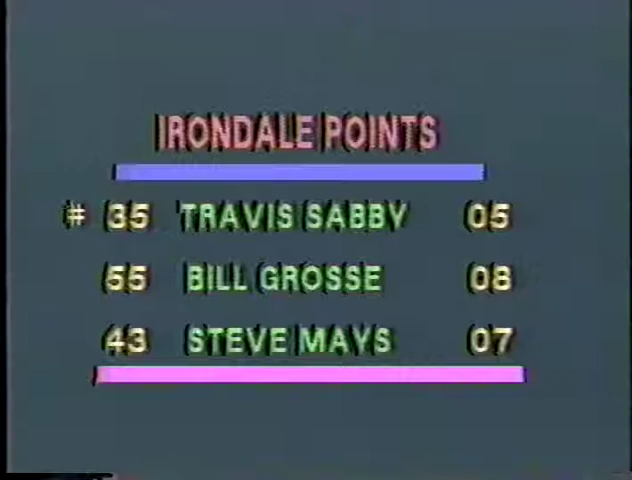 IRONDALE POINTS
# 35 TRAVIS SABBY 05
55 BILL GROSSE 08
43 STEVE MAYS 07